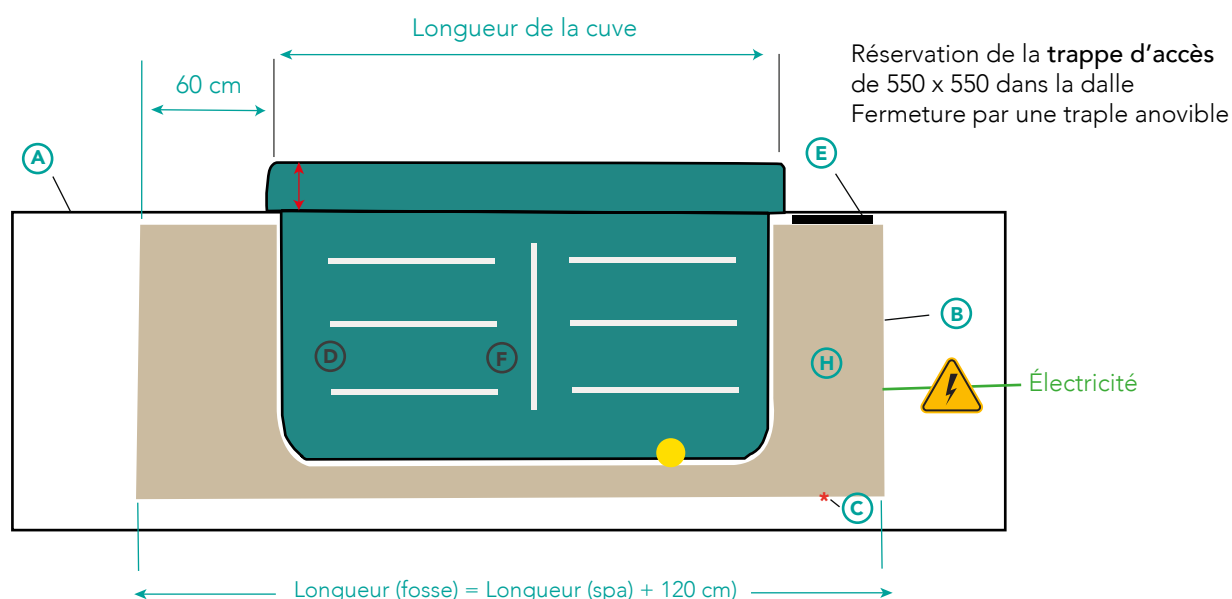 Longueur de la cuve
Réservation de la trappe d'accès
de 550 x 550 dans la dalle
Fermeture par une traple anovible
60 cm
A
E
B
D
F
H
Électricité
C
Longueur (fosse) = Longueur (spa) + 120 cm)